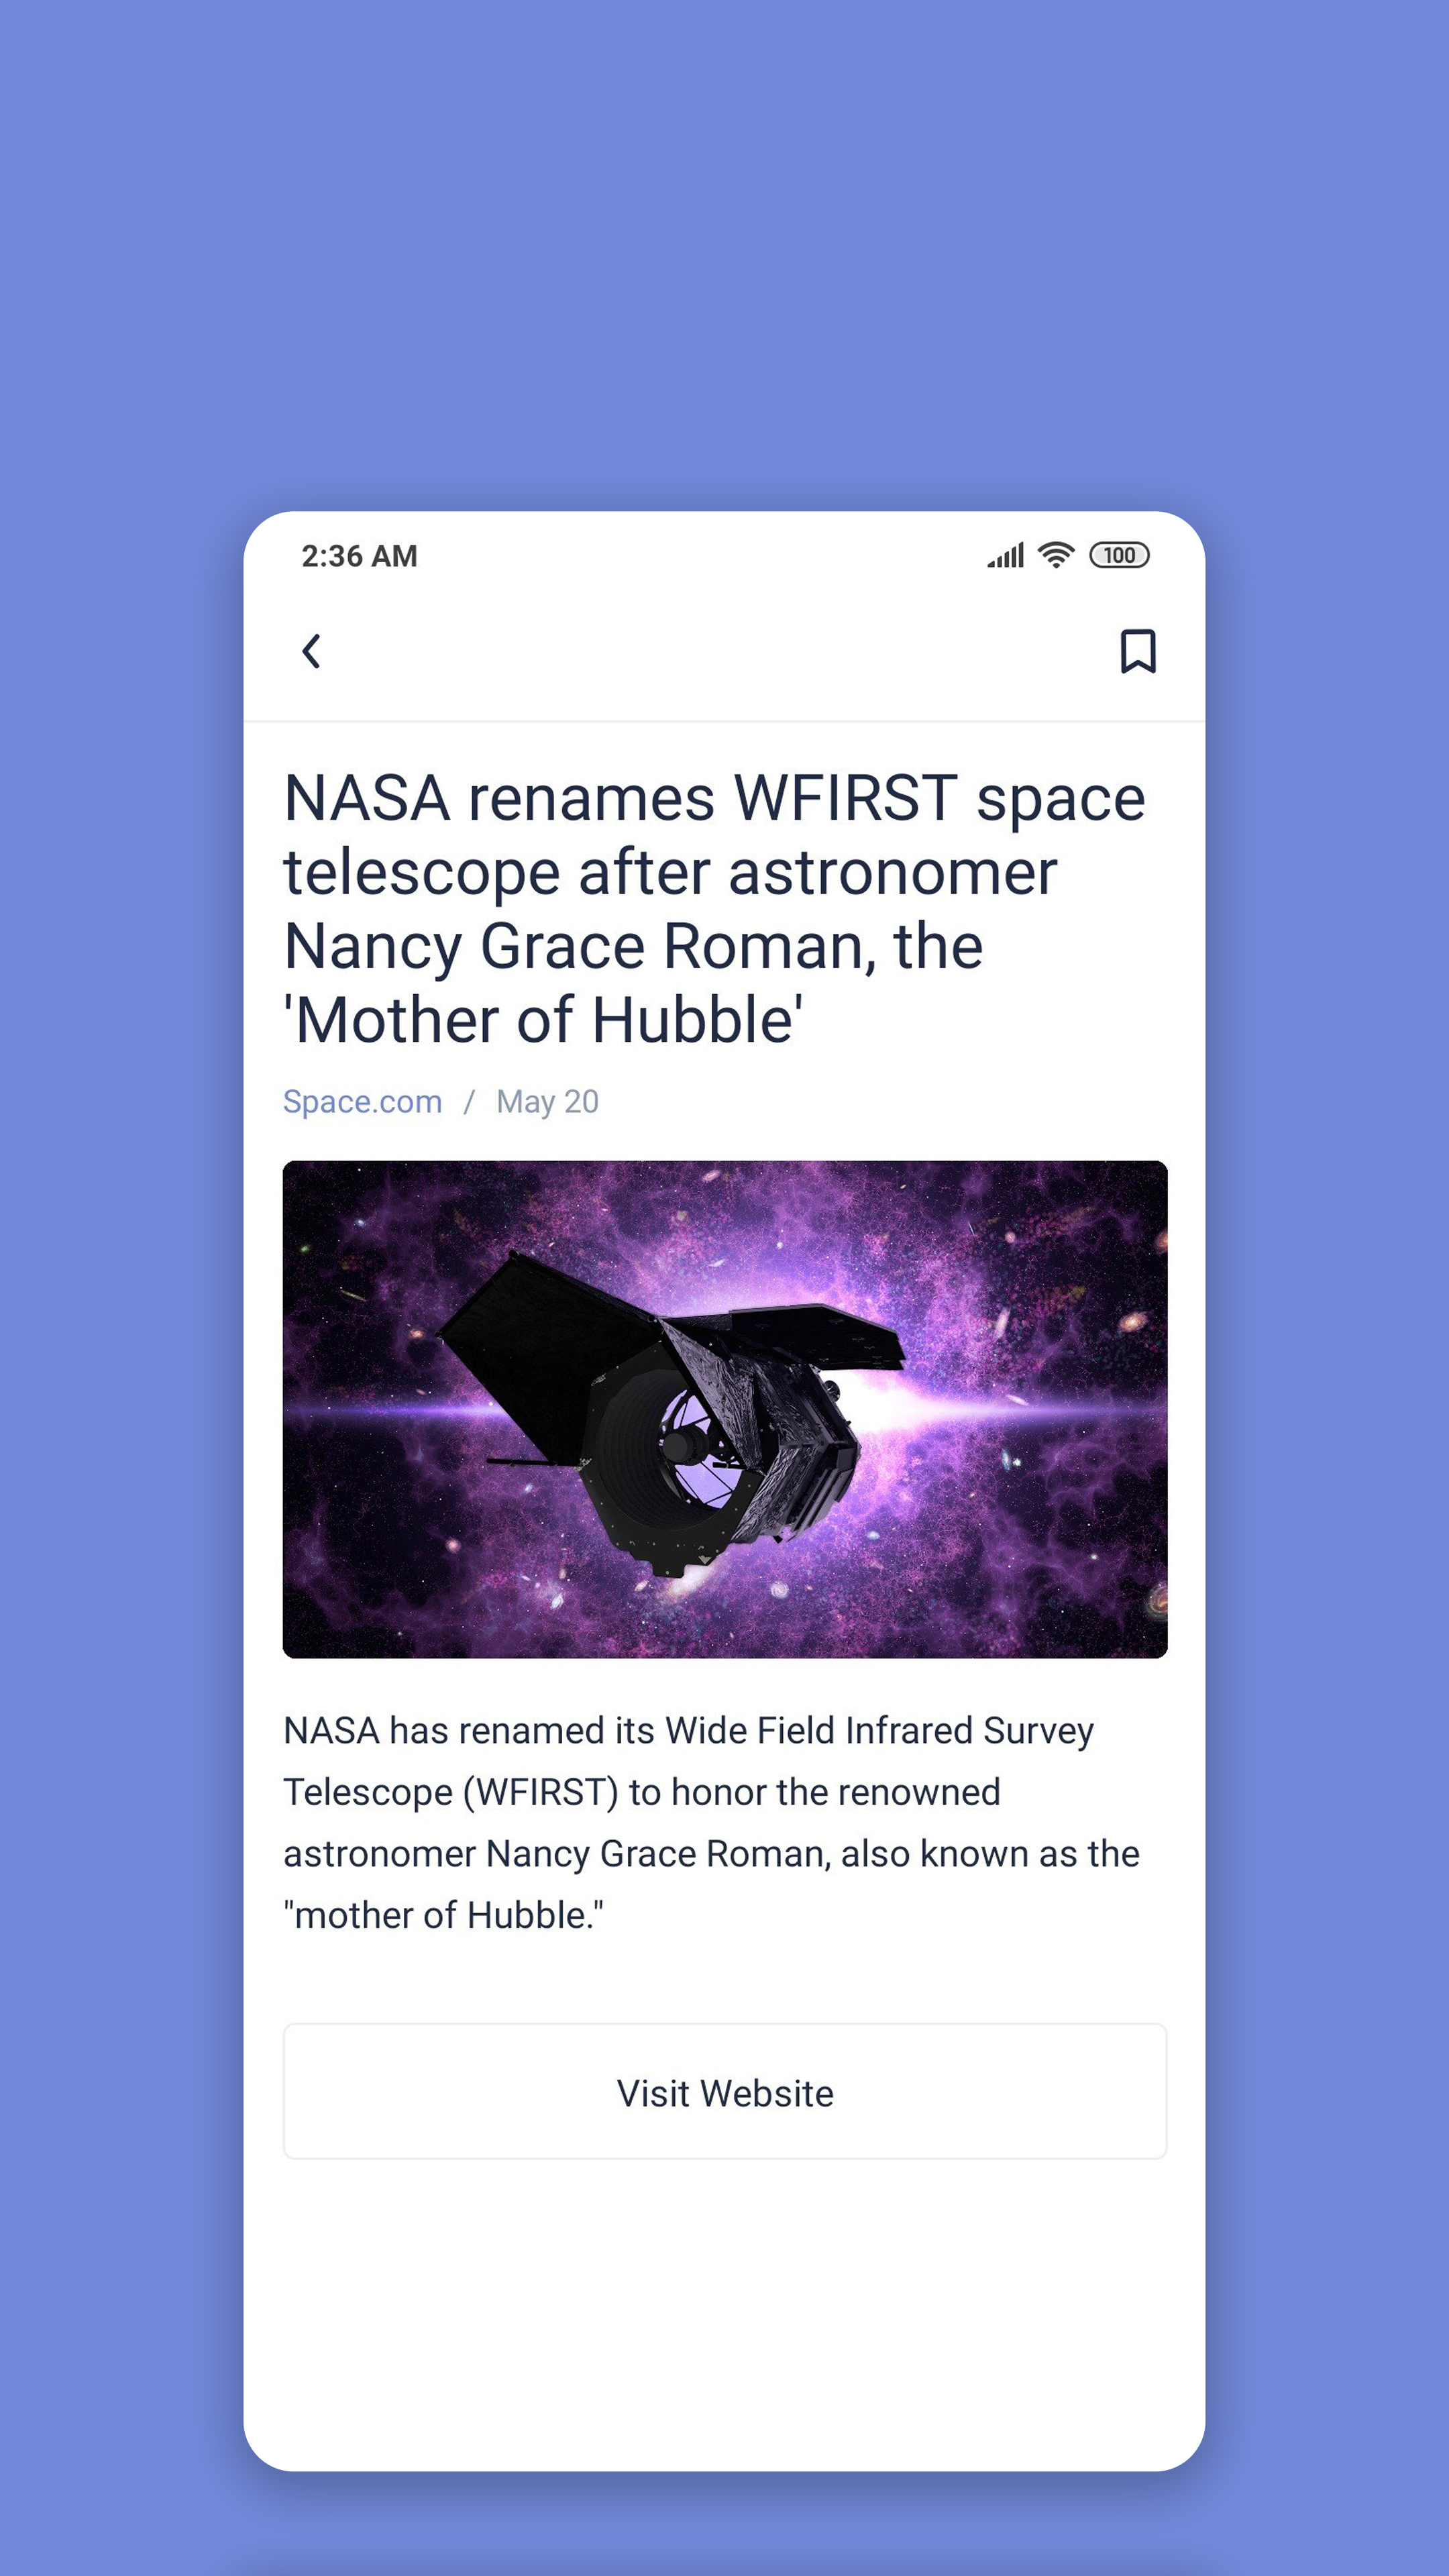 2:36 AM
100
NASA renames WFIRST space
telescope after astronomer
Nancy Grace Roman, the
'Mother of Hubble'
Space.com / May 20
NASA has renamed its Wide Field Infrared Survey
Telescope (WFIRST) to honor the renowned
astronomer Nancy Grace Roman, also known as the
"mother of Hubble."
Visit Website